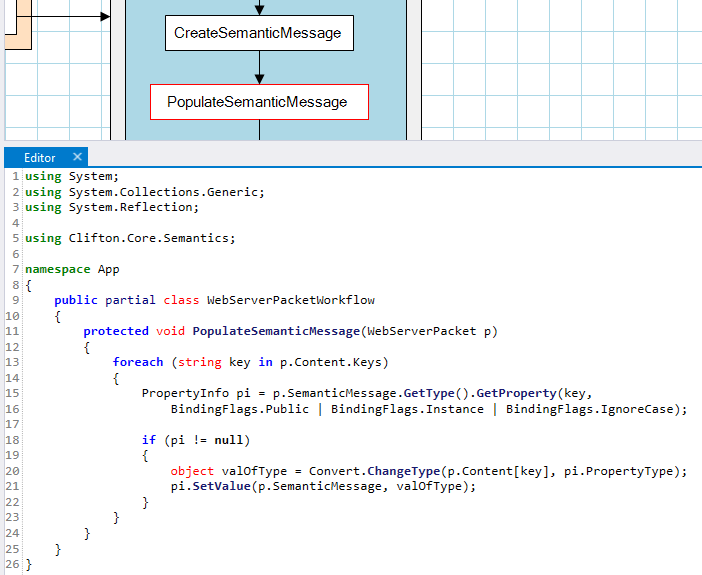 CreateSemanticMessage
PopulateSemanticMessage
Editor ✕
1 using System;
2 using System.Collections.Generic;
3 using System.Reflection;
4
5 using Clifton.Core.Semantics;
6
7 namespace App
8 {
9     public partial class WebServerPacketWorkflow
10     {
11         protected void PopulateSemanticMessage(WebServerPacket p)
12         {
13             foreach (string key in p.Content.Keys)
14             {
15                 PropertyInfo pi = p.SemanticMessage.GetType().GetProperty(key,
16                     BindingFlags.Public | BindingFlags.Instance | BindingFlags.IgnoreCase);
17
18                 if (pi != null)
19                 {
20                     object valOfType = Convert.ChangeType(p.Content[key], pi.PropertyType);
21                     pi.SetValue(p.SemanticMessage, valOfType);
22                 }
23             }
24         }
25     }
26 }